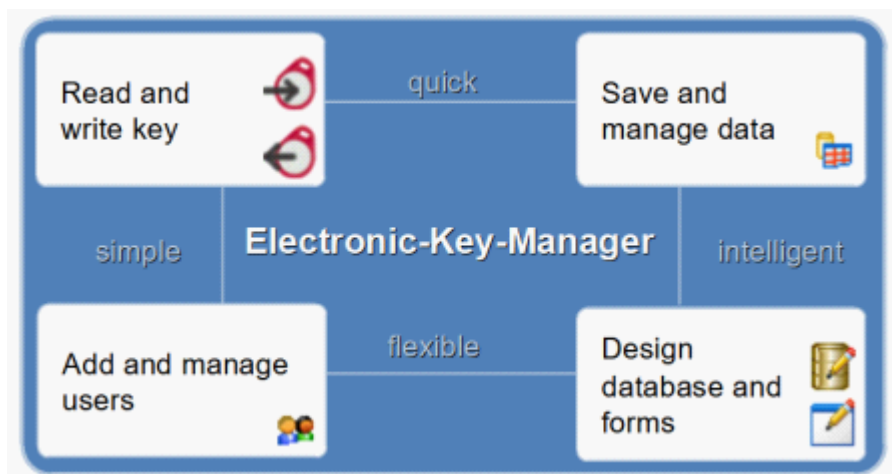 Read and
write key
quick
Save and
manage data
simple
Electronic-Key-Manager
intelligent
Add and manage
users
flexible
Design
database and
forms